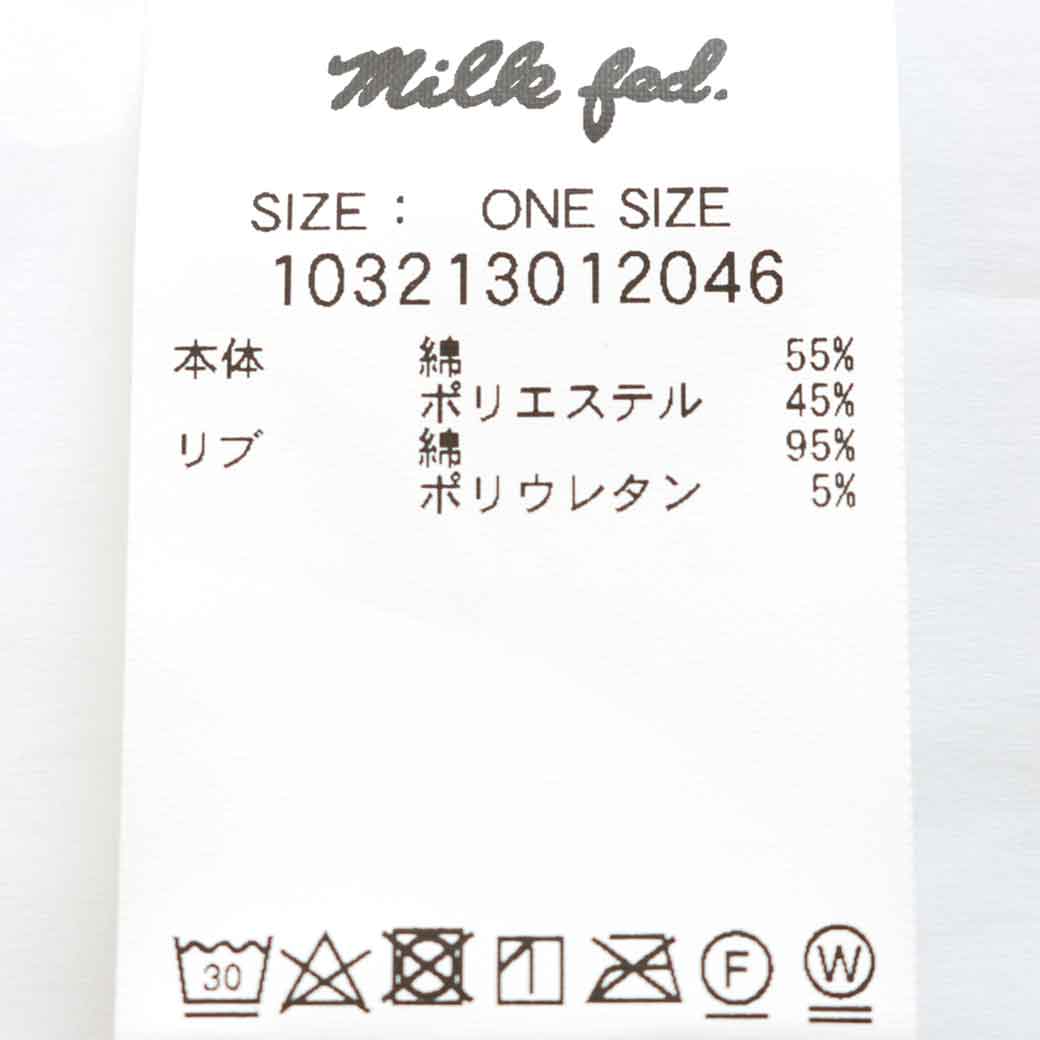 Milk fed.
SIZE : ONE SIZE
103213012046
本体 綿 55%
ポリエステル 45%
リブ 綿 95%
ポリウレタン 5%
30 F W